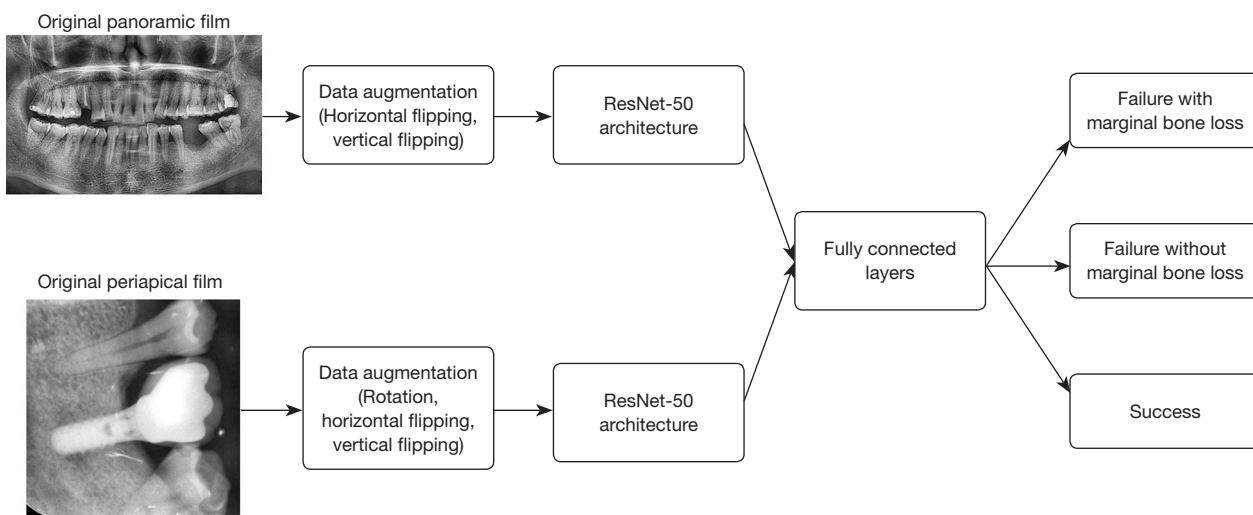 Original panoramic film
Data augmentation
(Horizontal flipping,
vertical flipping)
ResNet-50
architecture
Failure with
marginal bone loss
Fully connected
layers
Failure without
marginal bone loss
Original periapical film
Data augmentation
(Rotation,
horizontal flipping,
vertical flipping)
ResNet-50
architecture
Success